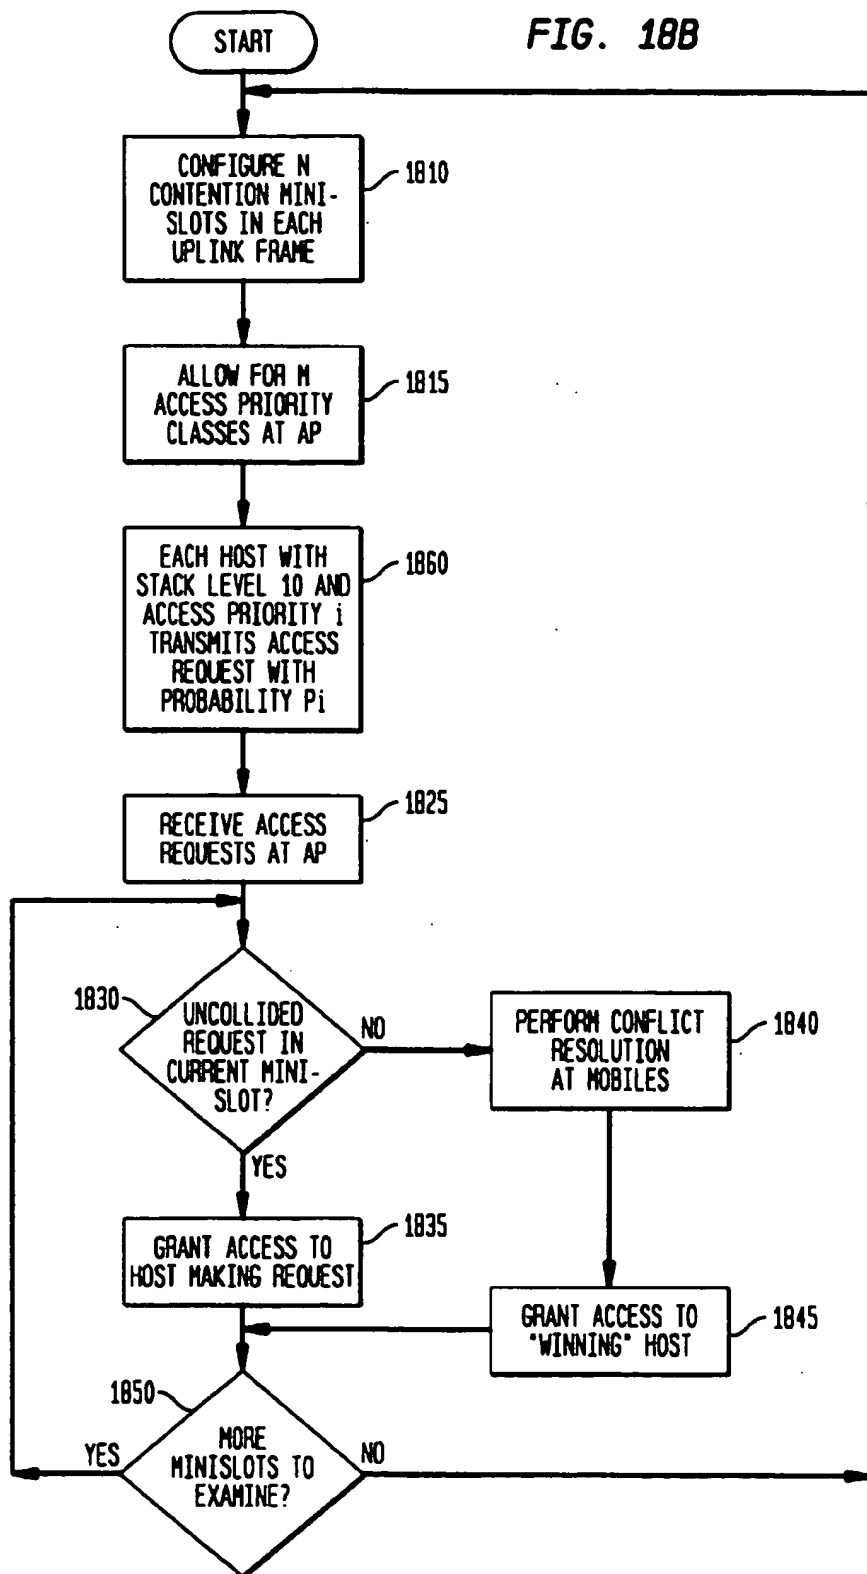 FIG. 18B
START
CONFIGURE N
CONTENTION MINI-
SLOTS IN EACH
UPLINK FRAME
1810
ALLOW FOR M
ACCESS PRIORITY
CLASSES AT AP
1815
EACH HOST WITH
STACK LEVEL 10 AND
ACCESS PRIORITY i
TRANSMITS ACCESS
REQUEST WITH
PROBABILITY Pi
1860
RECEIVE ACCESS
REQUESTS AT AP
1825
1830
UNCOLLIDED
REQUEST IN
CURRENT MINI-
SLOT?
NO
YES
PERFORM CONFLICT
RESOLUTION
AT MOBILES
1840
GRANT ACCESS TO
HOST MAKING REQUEST
1835
GRANT ACCESS TO
"WINNING" HOST
1845
1850
MORE
MINISLOTS TO
EXAMINE?
YES
NO